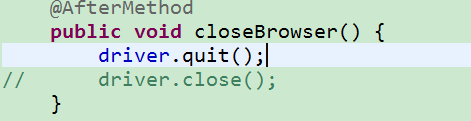 @AfterMethod
public void closeBrowser() {
driver.quit();
// driver.close();
}